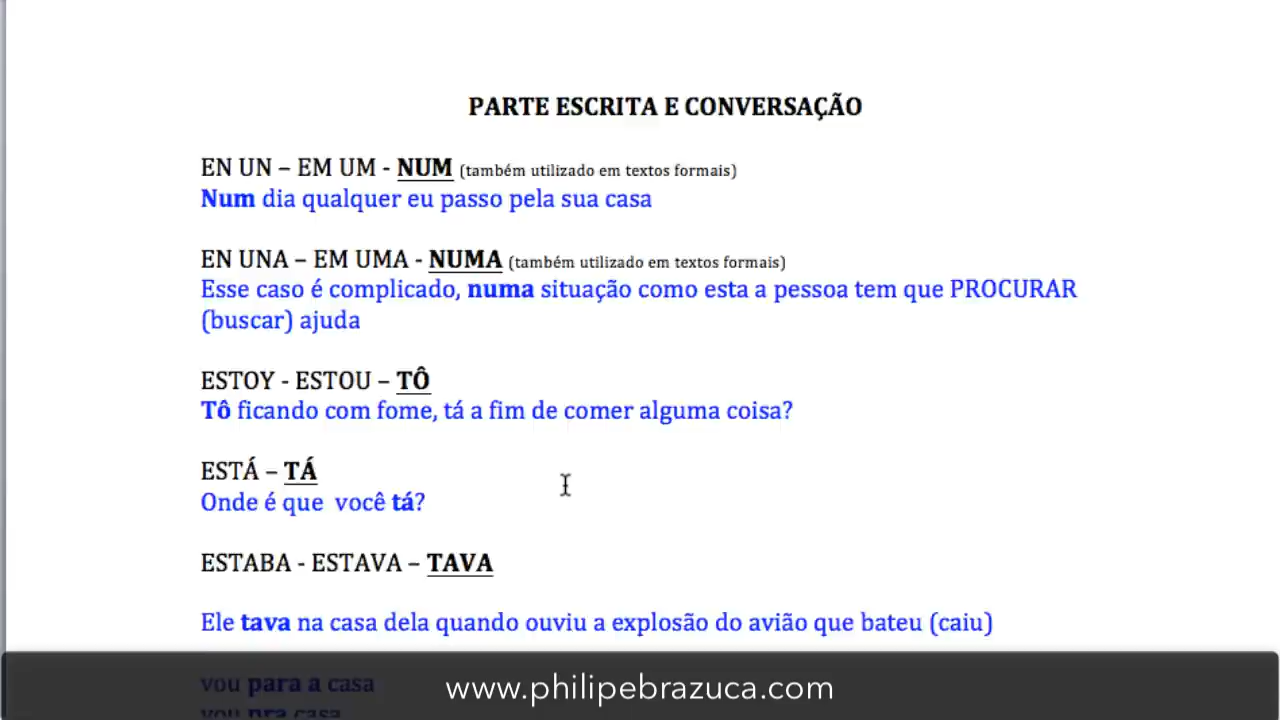 PARTE ESCRITA E CONVERSAÇÃO
EN UN – EM UM - NUM (também utilizado em textos formais)
Num dia qualquer eu passo pela sua casa
EN UNA – EM UMA - NUMA (também utilizado em textos formais)
Esse caso é complicado, numa situação como esta a pessoa tem que PROCURAR
(buscar) ajuda
ESTOY - ESTOU – TÔ
Tô ficando com fome, tá a fim de comer alguma coisa?
ESTÁ – TÁ
Onde é que  você tá?
ESTABA - ESTAVA – TAVA
Ele tava na casa dela quando ouviu a explosão do avião que bateu (caiu)
vou para a casa
vou pra casa
www.philipebrazuca.com